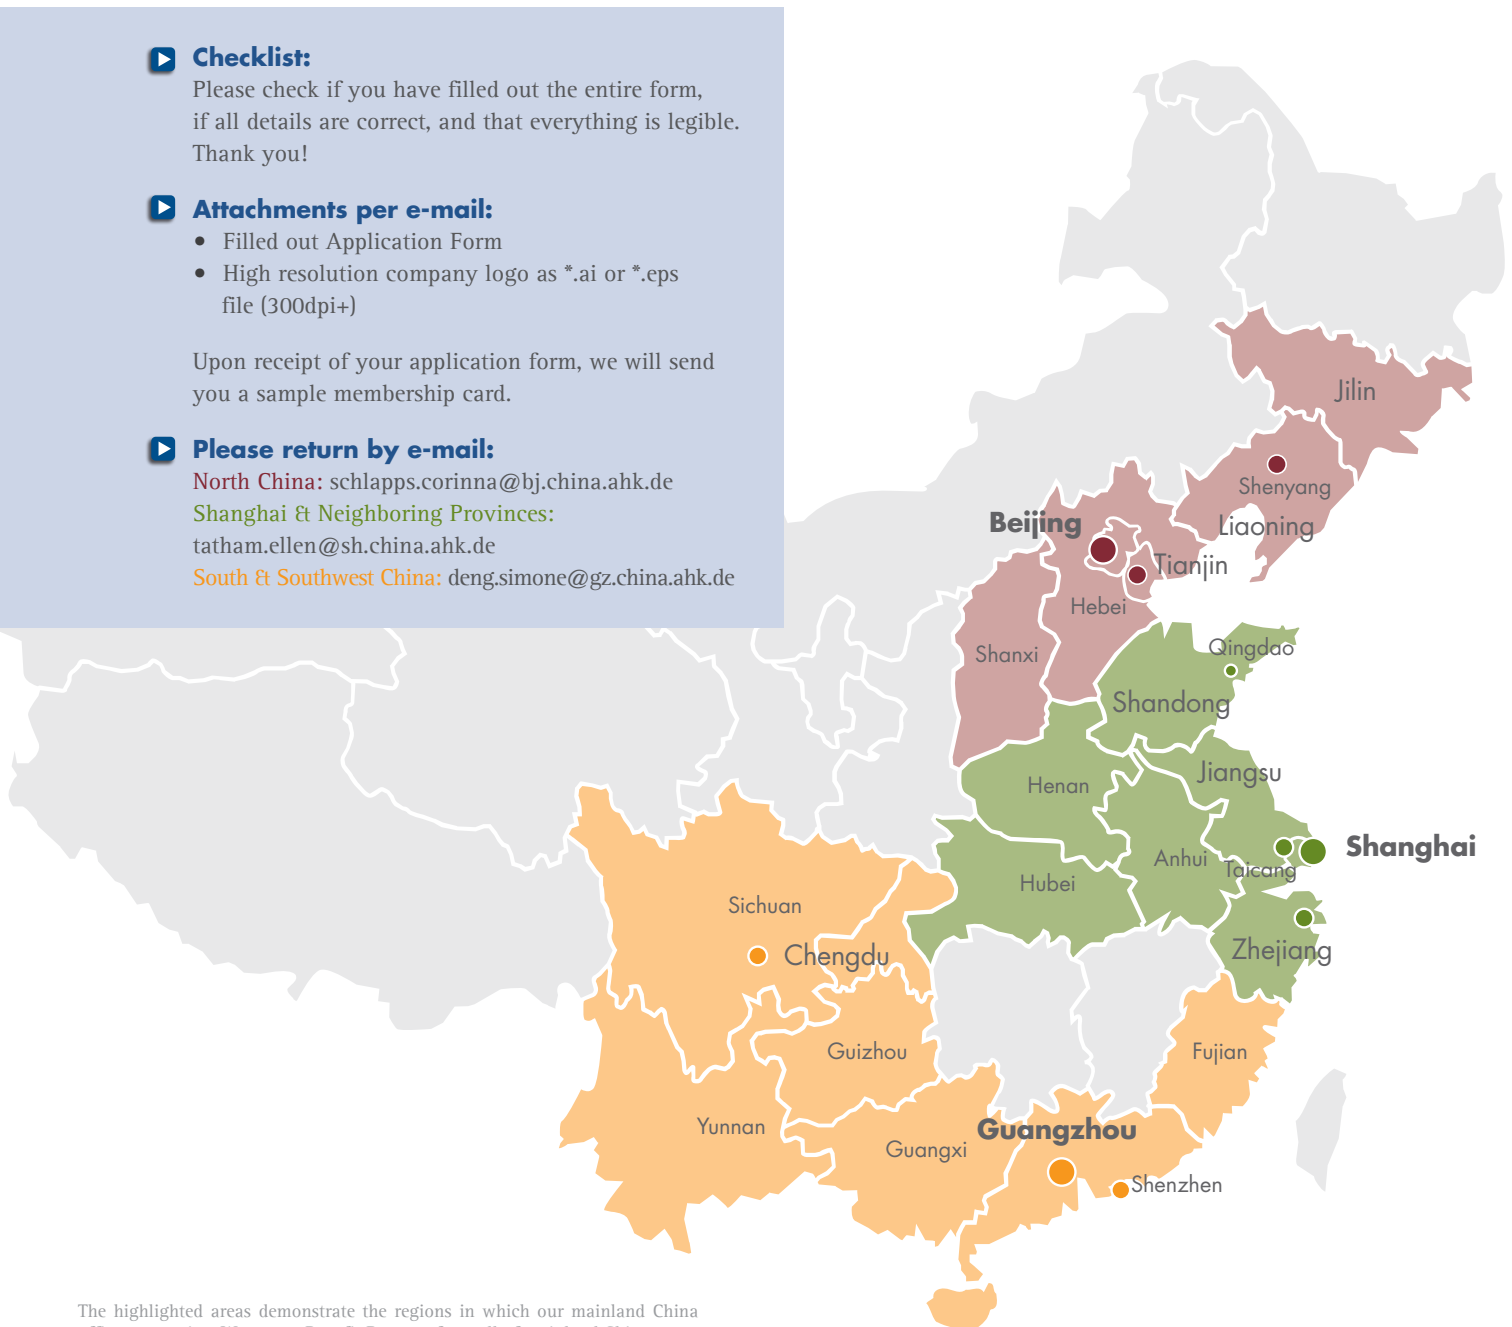 Checklist:
Please check if you have filled out the entire form,
if all details are correct, and that everything is legible.
Thank you!
Attachments per e-mail:
• Filled out Application Form
• High resolution company logo as *.ai or *.eps
file (300dpi+)
Upon receipt of your application form, we will send
you a sample membership card.
Please return by e-mail:
North China: schlapps.corinna@bj.china.ahk.de
Shanghai & Neighboring Provinces:
tatham.ellen@sh.china.ahk.de
South & Southwest China: deng.simone@gz.china.ahk.de
Jilin
Shenyang
Liaoning
Beijing
Tianjin
Hebei
Shanxi
Qingdao
Shandong
Jiangsu
Henan
Shanghai
Anhui
Taicang
Hubei
Sichuan
Zhejiang
Chengdu
Guizhou
Fujian
Yunnan
Guangzhou
Guangxi
Shenzhen
The highlighted areas demonstrate the regions in which our mainland China